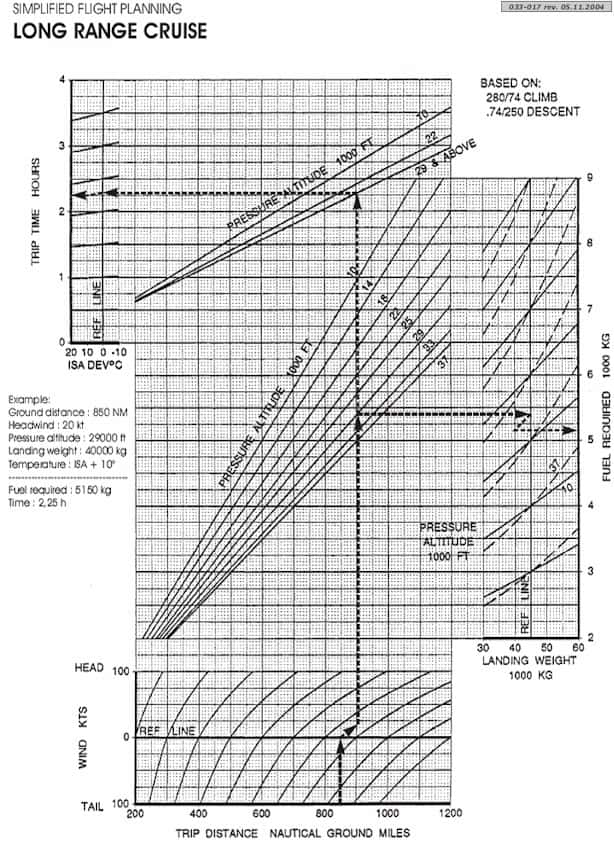 SIMPLIFIED FLIGHT PLANNING
033-017 rev. 05.11.2004
LONG RANGE CRUISE
BASED ON:
280/74 CLIMB
.74/250 DESCENT
4
3
2
1
0
TRIP TIME HOURS
REF LINE
20 10 0 -10
ISA DEV°C
PRESSURE ALTITUDE 1000 FT
10
22
29 & ABOVE
PRESSURE ALTITUDE 1000 FT
10
14
18
22
25
29
33
37
9
8
7
6
5
4
3
2
FUEL REQUIRED 1000 KG
37
10
PRESSURE
ALTITUDE
1000 FT
REF LINE
30 40 50 60
LANDING WEIGHT
1000 KG
Example:
Ground distance : 850 NM
Headwind : 20 kt
Pressure altitude : 29000 ft
Landing weight : 40000 kg
Temperature : ISA + 10°
Fuel required : 5150 kg
Time : 2,25 h
HEAD 100
WIND KTS
0
REF LINE
TAIL 100
200 400 600 800 1000 1200
TRIP DISTANCE NAUTICAL GROUND MILES